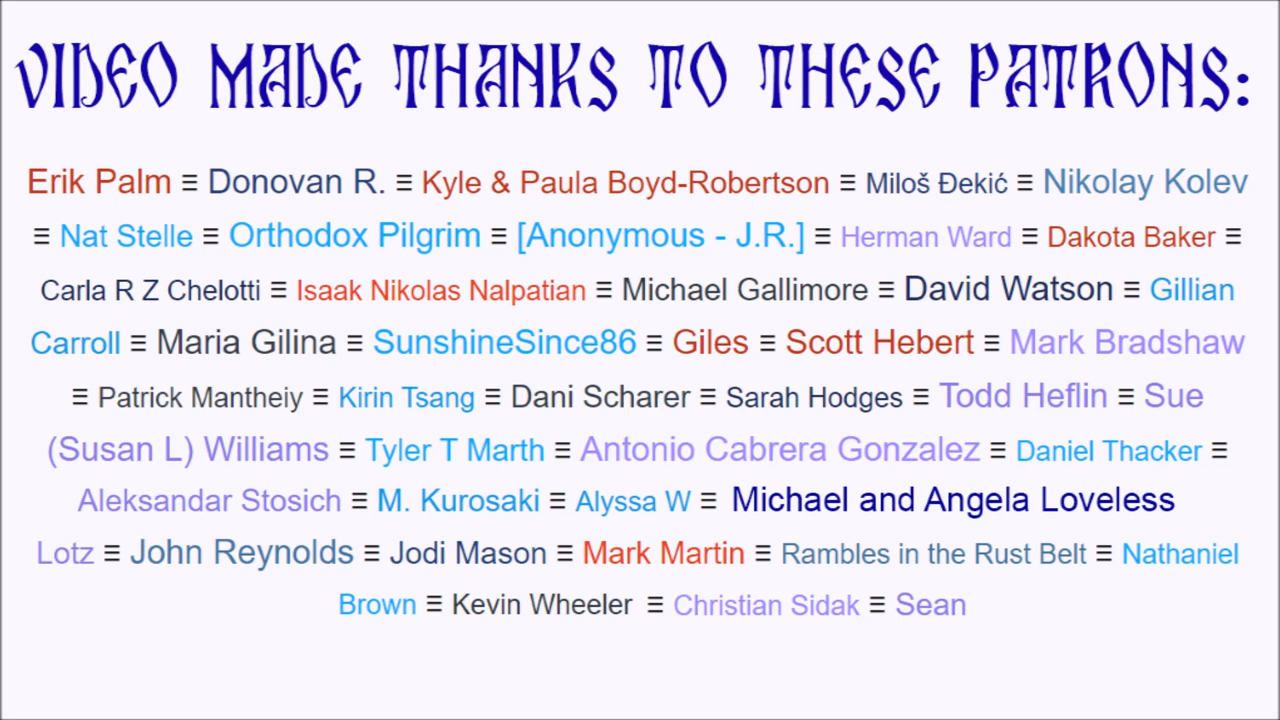 VIDEO MADE THANKS TO THESE PATRONS:
Erik Palm ≡ Donovan R. ≡ Kyle & Paula Boyd-Robertson ≡ Miloš Đekić ≡ Nikolay Kolev
≡ Nat Stelle ≡ Orthodox Pilgrim ≡ [Anonymous - J.R.] ≡ Herman Ward ≡ Dakota Baker ≡
Carla R Z Chelotti ≡ Isaak Nikolas Nalpatian ≡ Michael Gallimore ≡ David Watson ≡ Gillian
Carroll ≡ Maria Gilina ≡ SunshineSince86 ≡ Giles ≡ Scott Hebert ≡ Mark Bradshaw
≡ Patrick Mantheiy ≡ Kirin Tsang ≡ Dani Scharer ≡ Sarah Hodges ≡ Todd Heflin ≡ Sue
(Susan L) Williams ≡ Tyler T Marth ≡ Antonio Cabrera Gonzalez ≡ Daniel Thacker ≡
Aleksandar Stosich ≡ M. Kurosaki ≡ Alyssa W ≡ Michael and Angela Loveless
Lotz ≡ John Reynolds ≡ Jodi Mason ≡ Mark Martin ≡ Rambles in the Rust Belt ≡ Nathaniel
Brown ≡ Kevin Wheeler ≡ Christian Sidak ≡ Sean